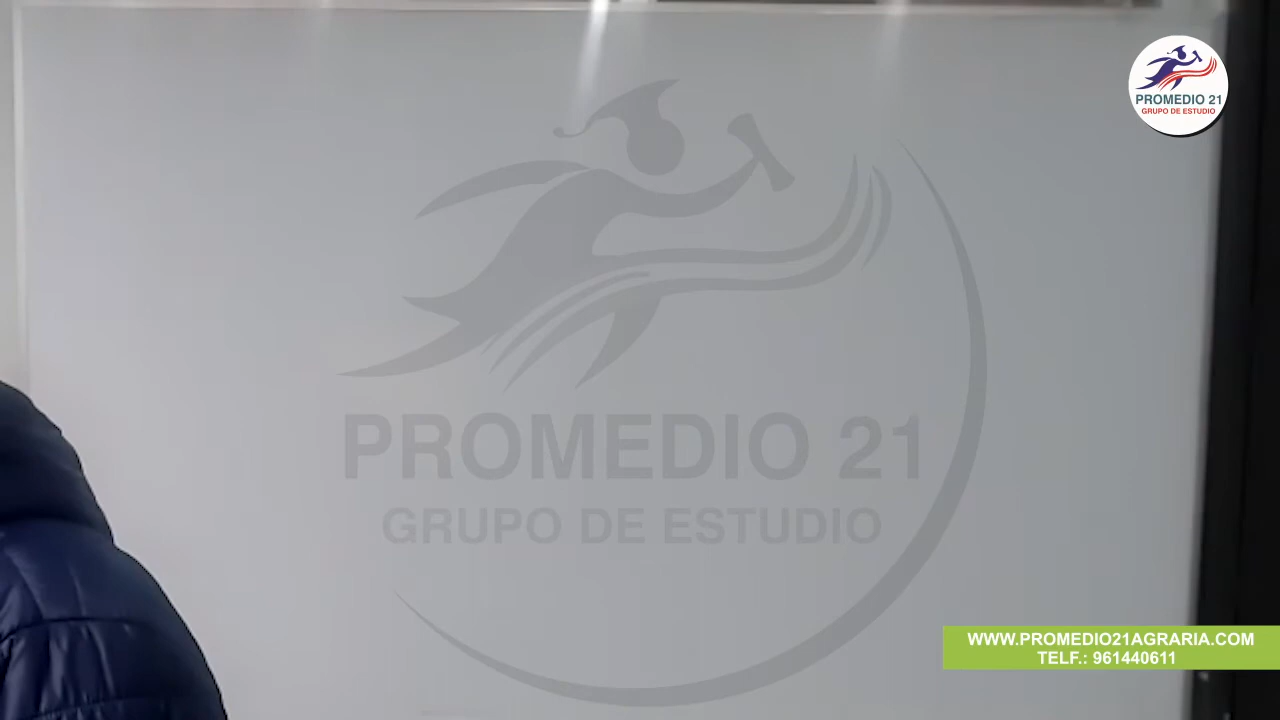 PROMEDIO 21
GRUPO DE ESTUDIO
PROMEDIO 21
GRUPO DE ESTUDIO
WWW.PROMEDIO21AGRARIA.COM
TELF.: 961440611